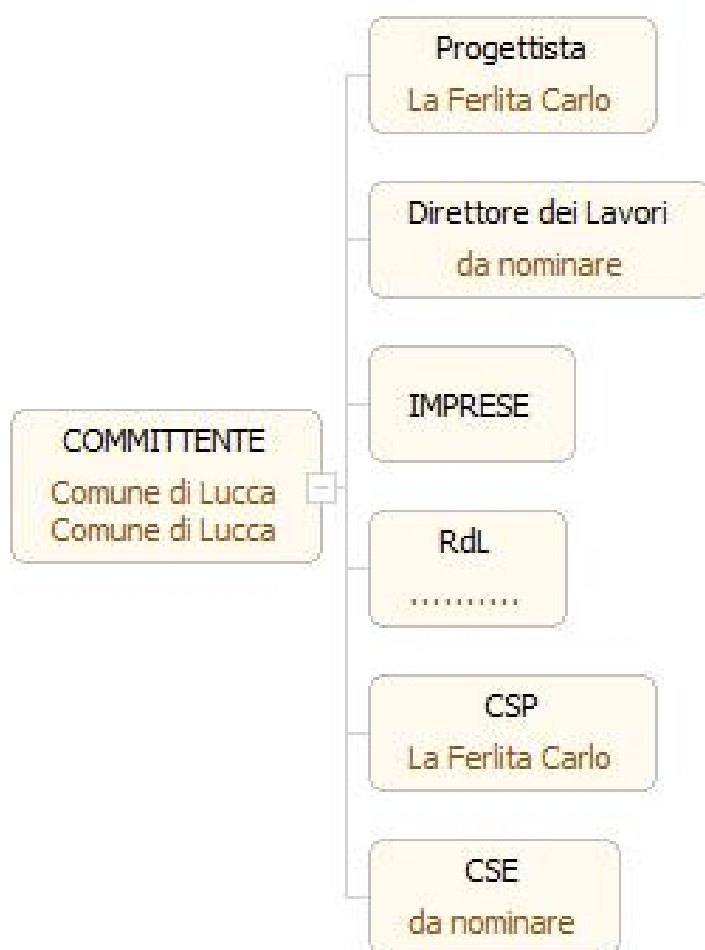 Progettista
La Ferlita Carlo
Direttore dei Lavori
da nominare
IMPRESE
COMMITTENTE
Comune di Lucca
Comune di Lucca
RdL
..........
CSP
La Ferlita Carlo
CSE
da nominare